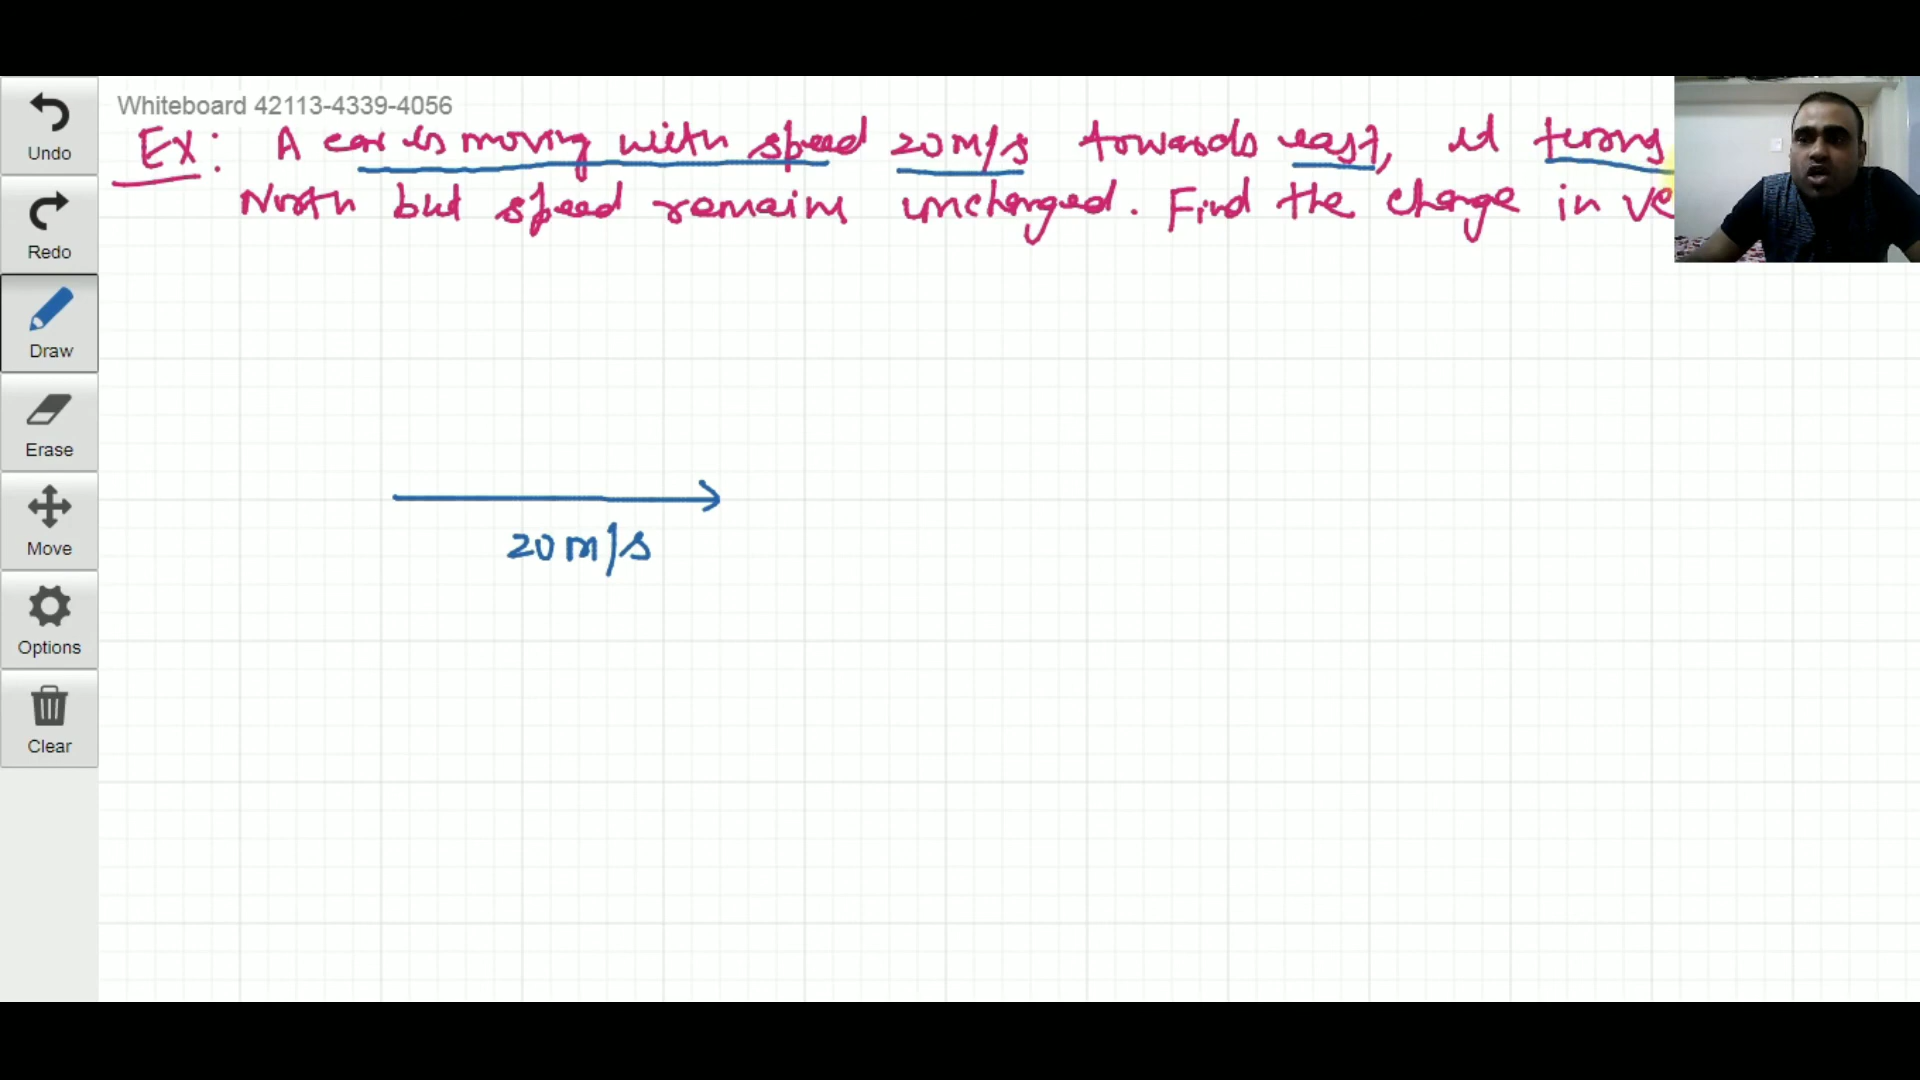 Whiteboard 42113-4339-4056
Undo
Redo
Draw
Erase
Move
Options
Clear
Ex: A car is moving with speed 20 m/s towards east, it turns
North but speed remains unchanged. Find the change in ve
20 m/s